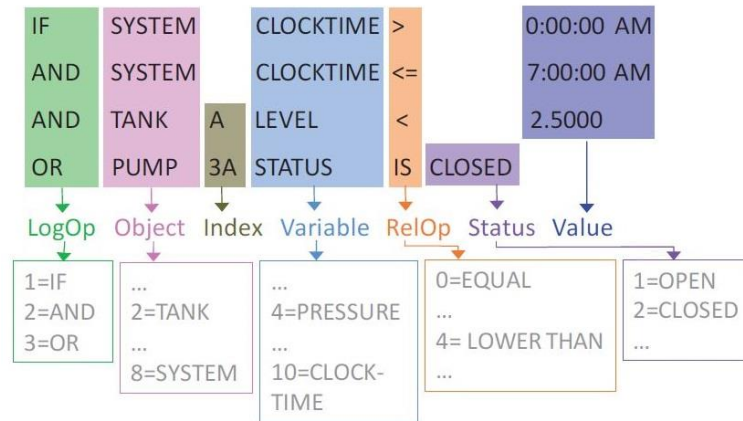 IF SYSTEM CLOCKTIME > 0:00:00 AM
AND SYSTEM CLOCKTIME <= 7:00:00 AM
AND TANK A LEVEL < 2.5000
OR PUMP 3A STATUS IS CLOSED
LogOp Object Index Variable RelOp Status Value
1=IF
2=AND
3=OR
...
2=TANK
...
8=SYSTEM
...
4=PRESSURE
...
10=CLOCK-
TIME
0=EQUAL
...
4= LOWER THAN
...
1=OPEN
2=CLOSED
...